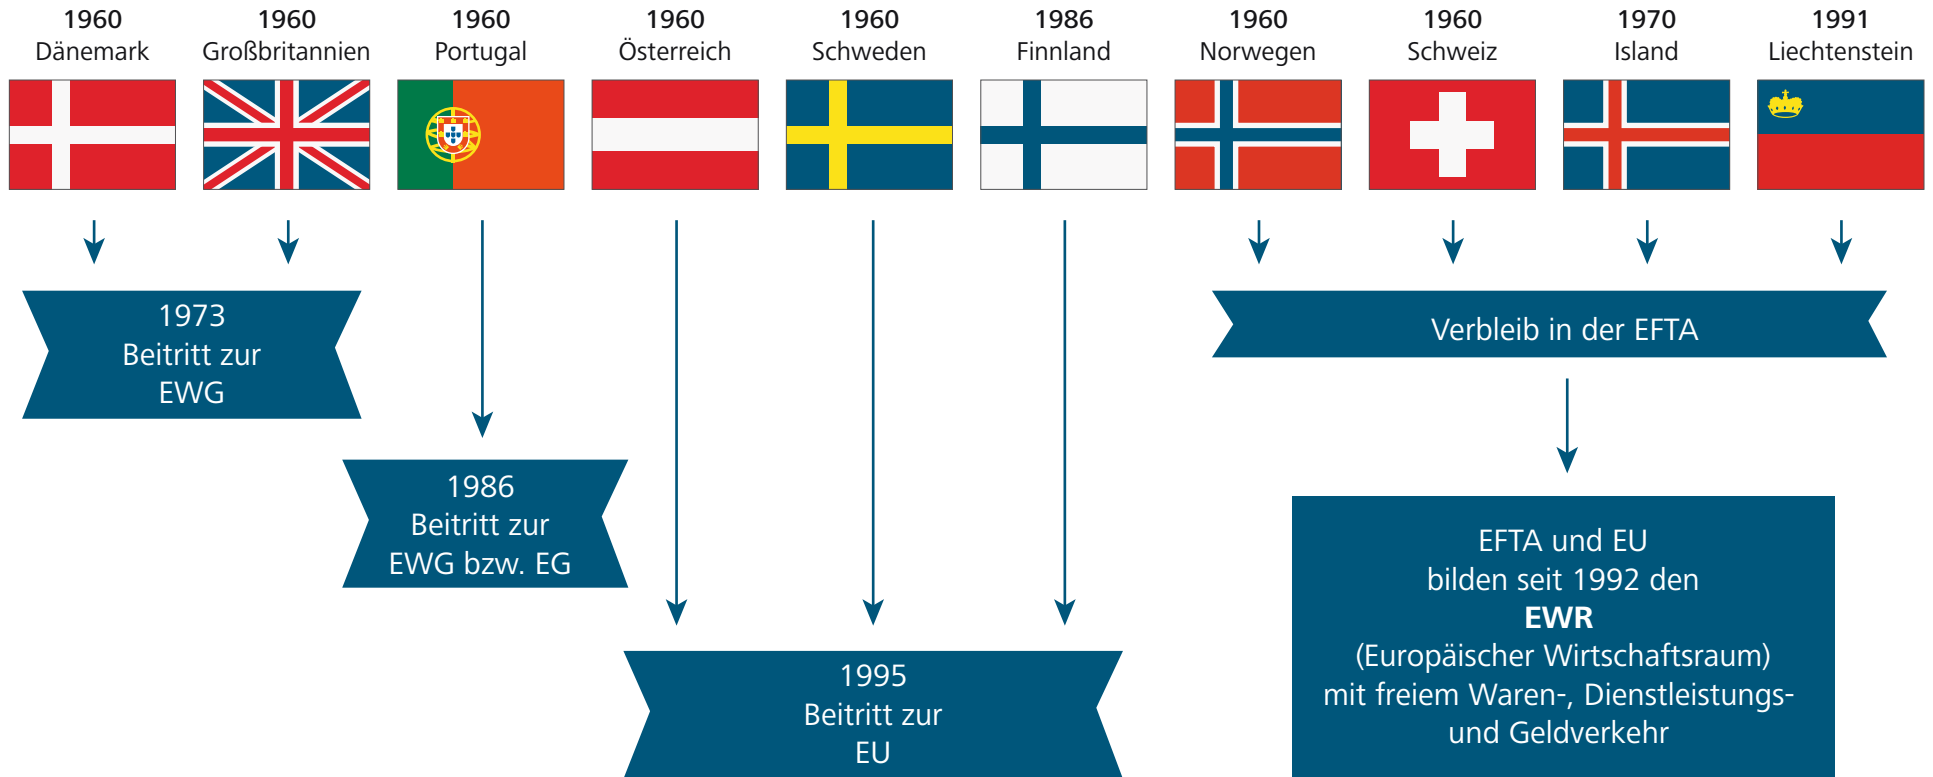 1960
Dänemark
1960
Großbritannien
1960
Portugal
1960
Österreich
1960
Schweden
1986
Finnland
1960
Norwegen
1960
Schweiz
1970
Island
1991
Liechtenstein
1973
Beitritt zur
EWG
1986
Beitritt zur
EWG bzw. EG
1995
Beitritt zur
EU
Verbleib in der EFTA
EFTA und EU
bilden seit 1992 den
EWR
(Europäischer Wirtschaftsraum)
mit freiem Waren-, Dienstleistungs-
und Geldverkehr